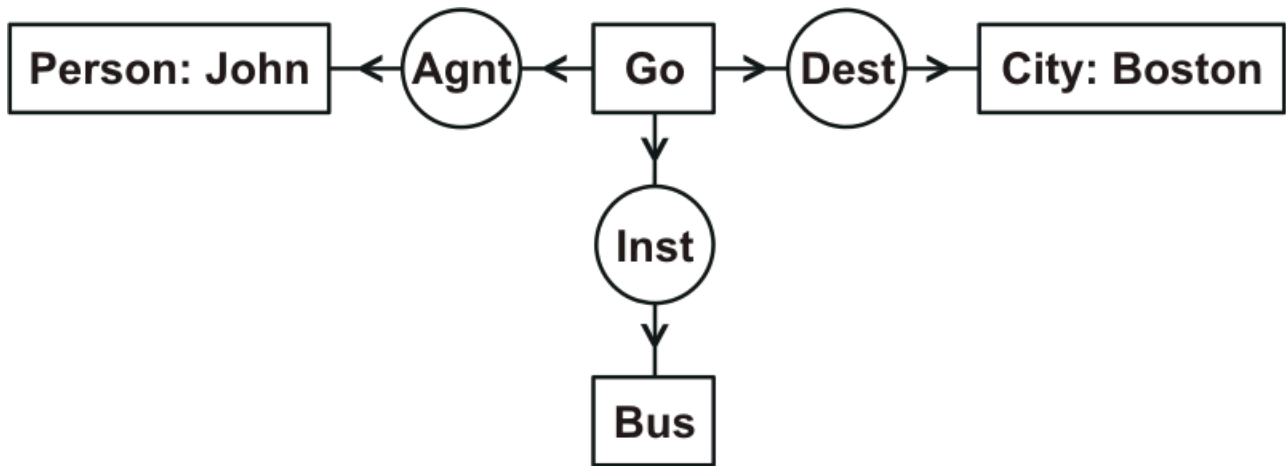 Person: John
Agnt
Go
Dest
City: Boston
Inst
Bus